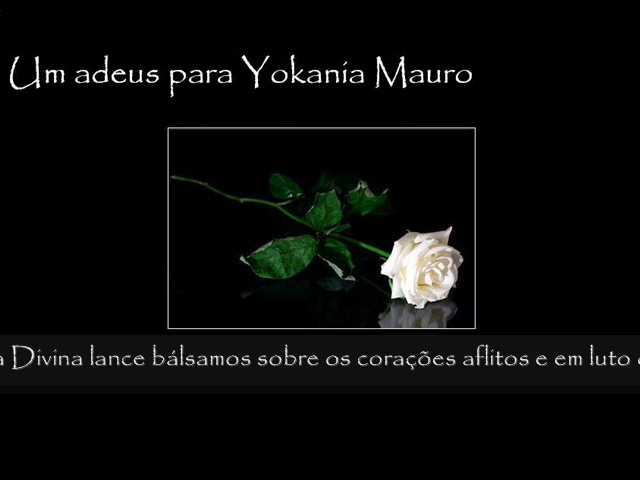 Um adeus para Yokania Mauro
a Divina lance bálsamos sobre os corações aflitos e em luto